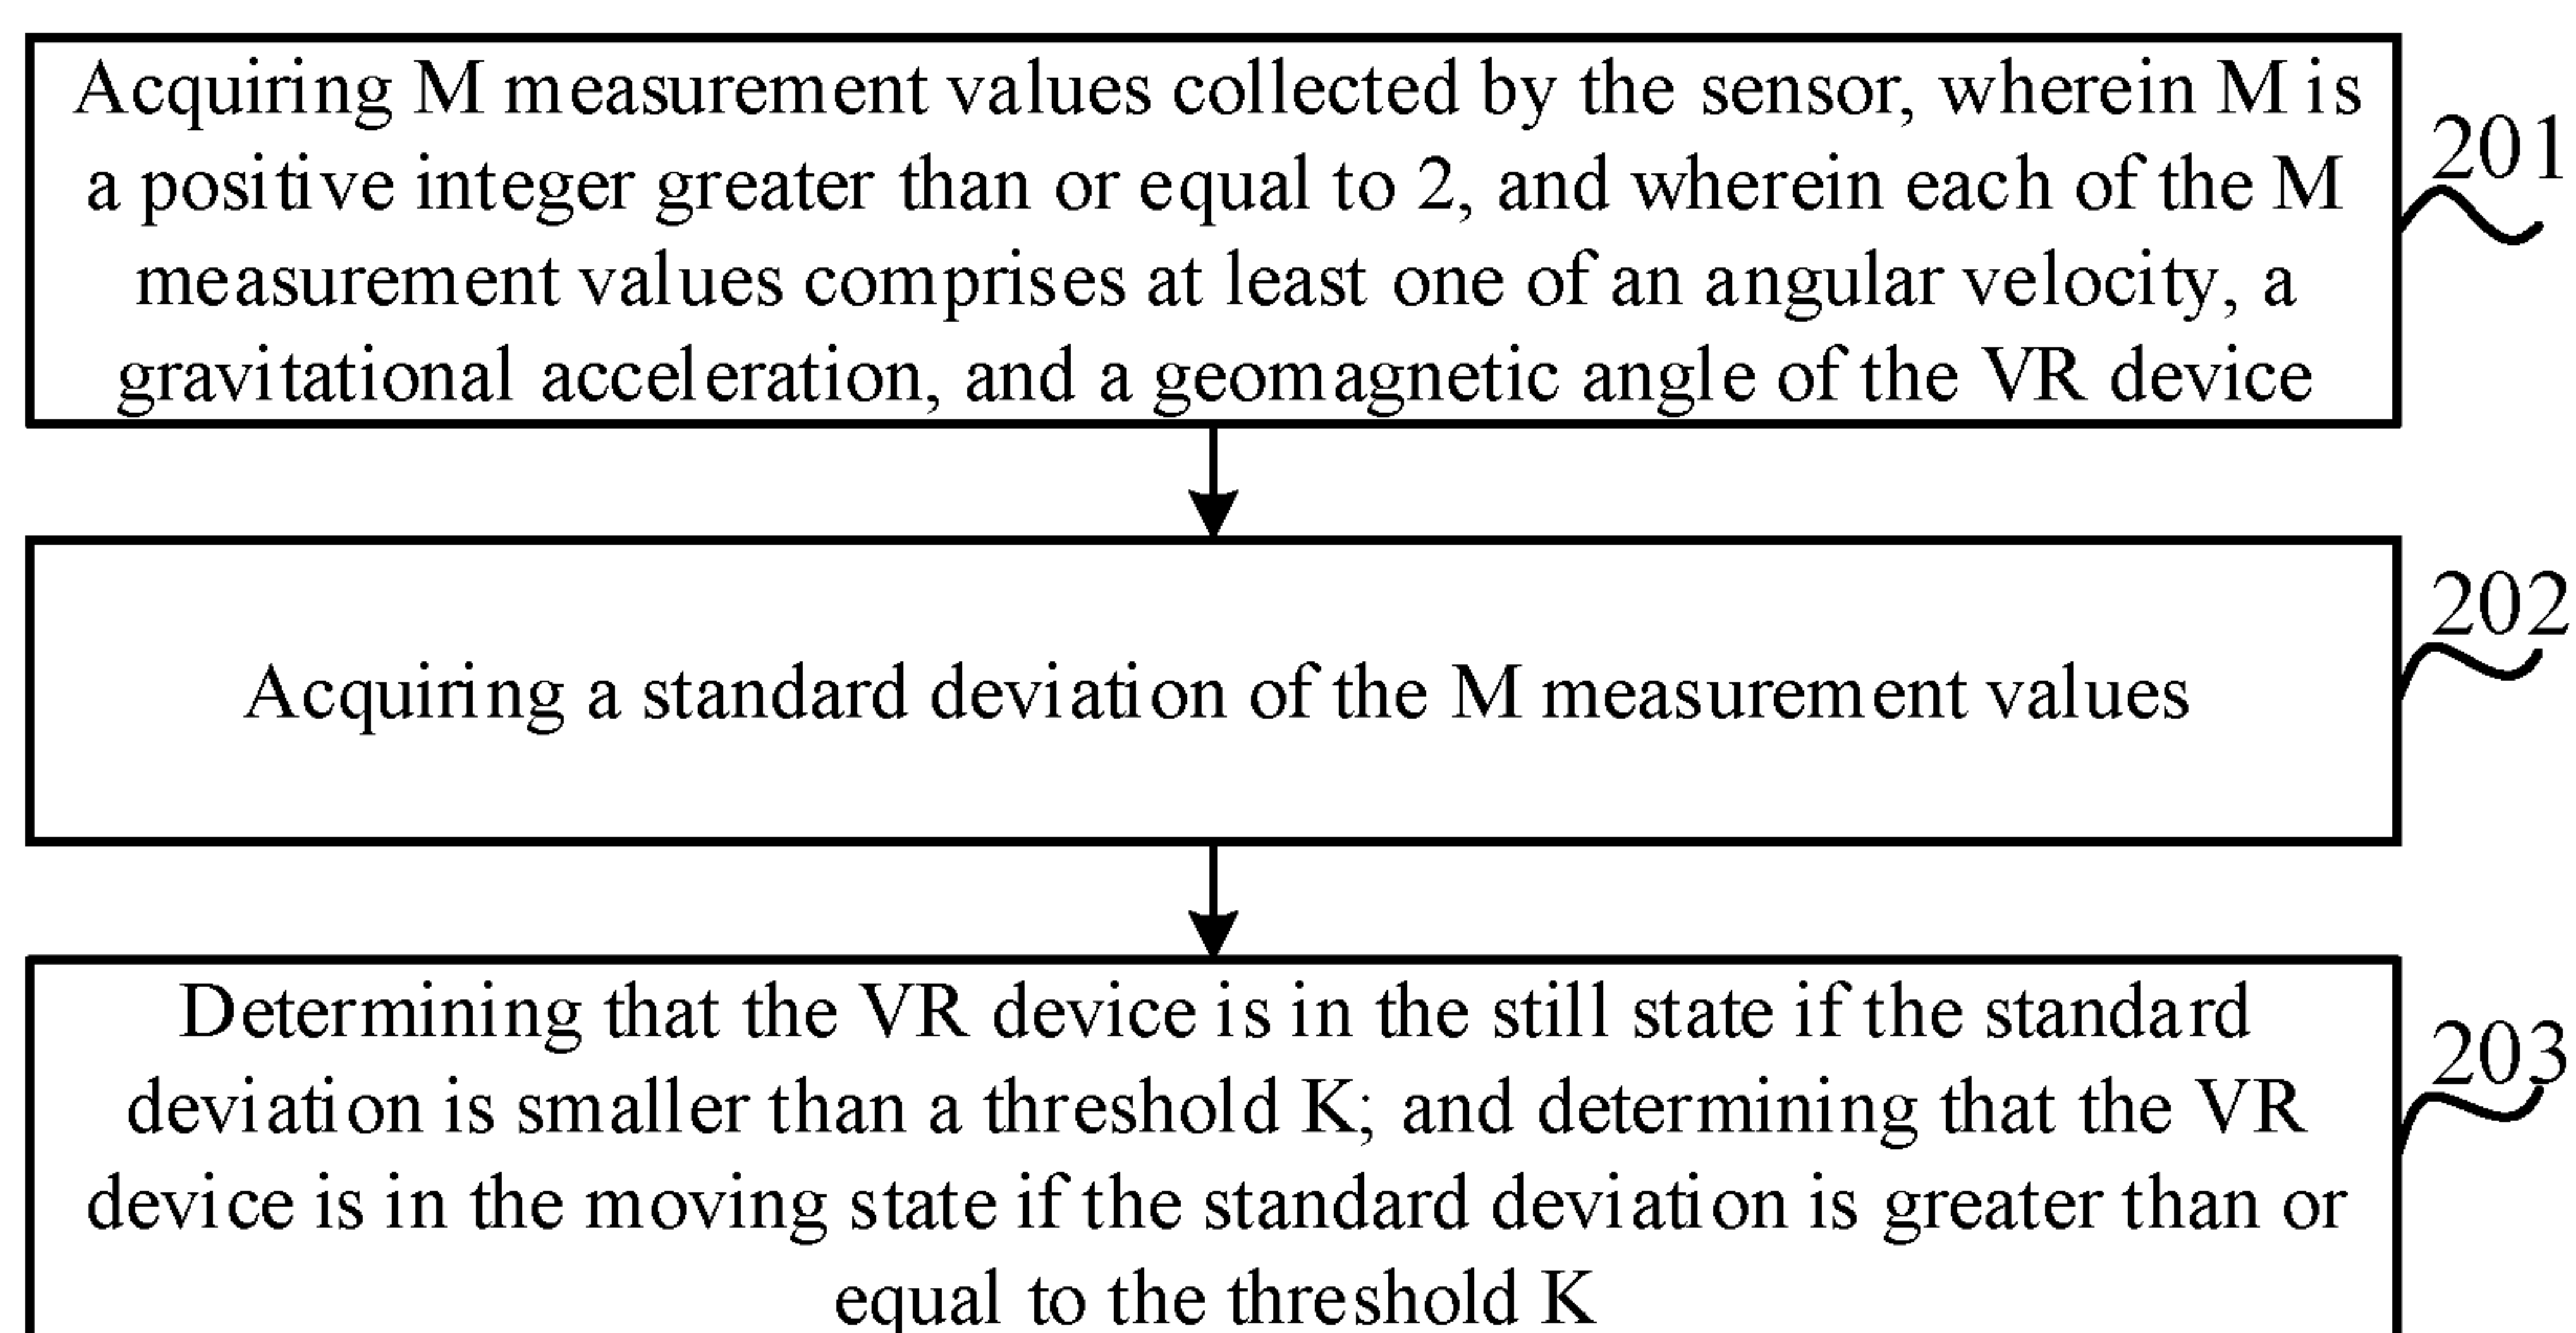 Acquiring M measurement values collected by the sensor, wherein M is
a positive integer greater than or equal to 2, and wherein each of the M
measurement values comprises at least one of an angular velocity, a
gravitational acceleration, and a geomagnetic angle of the VR device
201
Acquiring a standard deviation of the M measurement values
202
Determining that the VR device is in the still state if the standard
deviation is smaller than a threshold K; and determining that the VR
device is in the moving state if the standard deviation is greater than or
equal to the threshold K
203